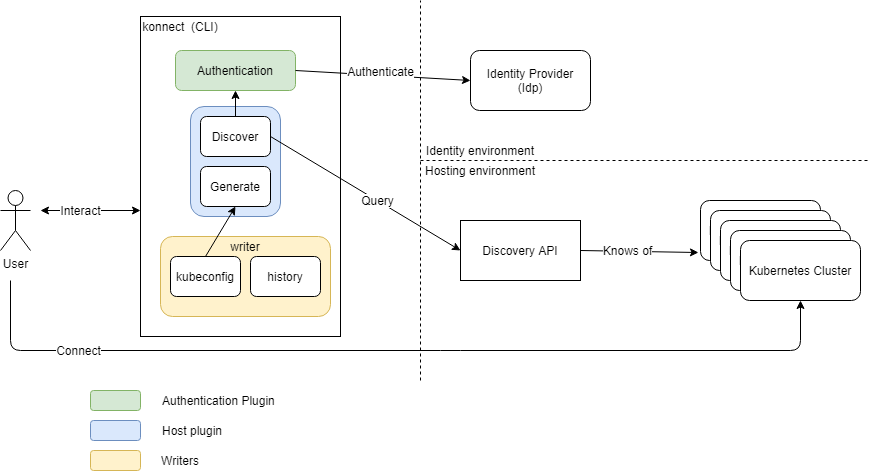 konnect (CLI)
Authentication
Authenticate
Identity Provider
(Idp)
Discover
Identity environment
Hosting environment
Generate
Query
Interact
User
writer
kubeconfig
history
Discovery API
Knows of
Kubernetes Cluster
Connect
Authentication Plugin
Host plugin
Writers